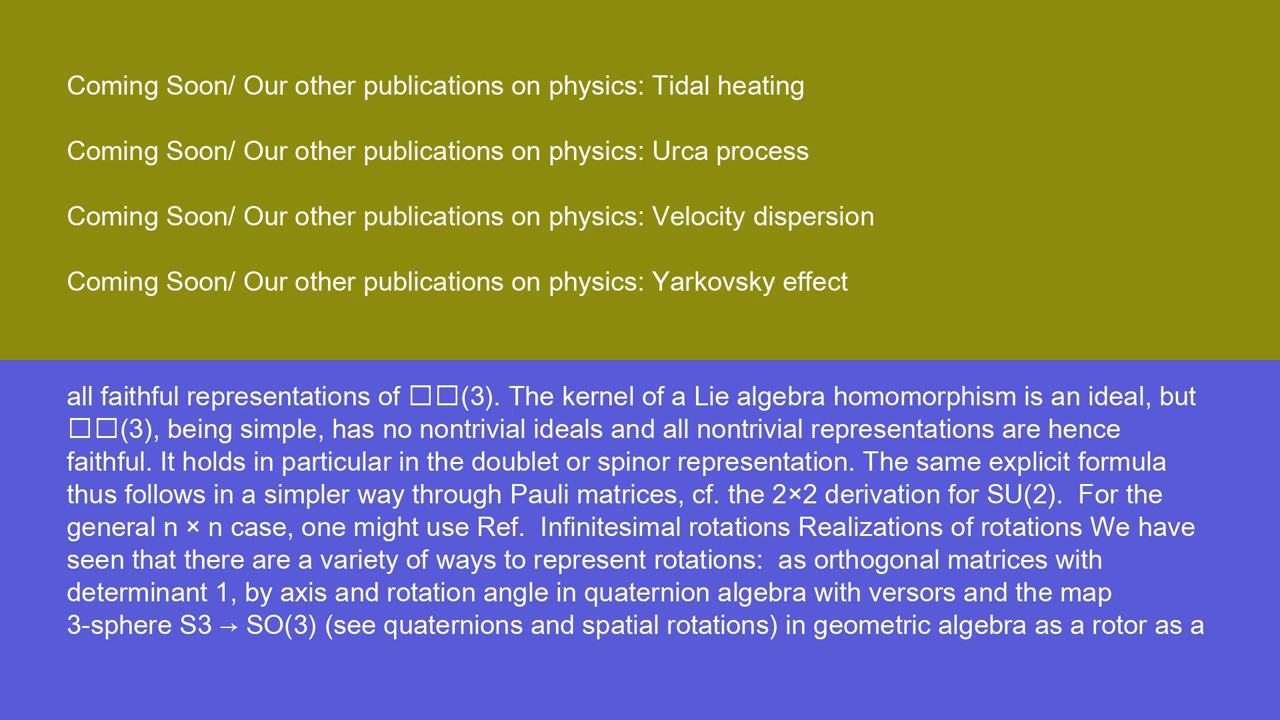 Coming Soon/ Our other publications on physics: Tidal heating
Coming Soon/ Our other publications on physics: Urca process
Coming Soon/ Our other publications on physics: Velocity dispersion
Coming Soon/ Our other publications on physics: Yarkovsky effect
all faithful representations of □□(3). The kernel of a Lie algebra homomorphism is an ideal, but
□□(3), being simple, has no nontrivial ideals and all nontrivial representations are hence
faithful. It holds in particular in the doublet or spinor representation. The same explicit formula
thus follows in a simpler way through Pauli matrices, cf. the 2×2 derivation for SU(2).  For the
general n × n case, one might use Ref.  Infinitesimal rotations Realizations of rotations We have
seen that there are a variety of ways to represent rotations:  as orthogonal matrices with
determinant 1, by axis and rotation angle in quaternion algebra with versors and the map
3-sphere S3 → SO(3) (see quaternions and spatial rotations) in geometric algebra as a rotor as a